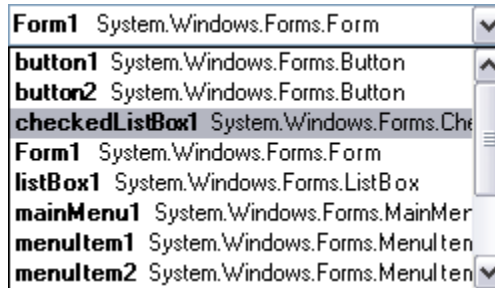 Form1 System.Windows.Forms.Form
button1 System.Windows.Forms.Button
button2 System.Windows.Forms.Button
checkedListBox1 System.Windows.Forms.Che
Form1 System.Windows.Forms.Form
listBox1 System.Windows.Forms.ListBox
mainMenu1 System.Windows.Forms.MainMer
menuItem1 System.Windows.Forms.MenuIten
menuItem2 System.Windows.Forms.MenuIten